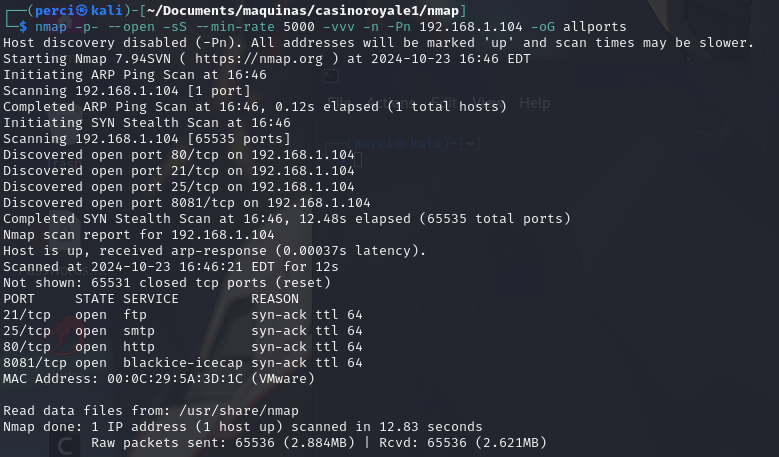 ┌──(perci㉿kali)-[~/Documents/maquinas/casinoroyale1/nmap]
└─$ nmap -p- --open -sS --min-rate 5000 -vvv -n -Pn 192.168.1.104 -oG allports
Host discovery disabled (-Pn). All addresses will be marked 'up' and scan times may be slower.
Starting Nmap 7.94SVN ( https://nmap.org ) at 2024-10-23 16:46 EDT
Initiating ARP Ping Scan at 16:46
Scanning 192.168.1.104 [1 port]
Completed ARP Ping Scan at 16:46, 0.12s elapsed (1 total hosts)
Initiating SYN Stealth Scan at 16:46
Scanning 192.168.1.104 [65535 ports]
Discovered open port 80/tcp on 192.168.1.104
Discovered open port 21/tcp on 192.168.1.104
Discovered open port 25/tcp on 192.168.1.104
Discovered open port 8081/tcp on 192.168.1.104
Completed SYN Stealth Scan at 16:46, 12.48s elapsed (65535 total ports)
Nmap scan report for 192.168.1.104
Host is up, received arp-response (0.00037s latency).
Scanned at 2024-10-23 16:46:21 EDT for 12s
Not shown: 65531 closed tcp ports (reset)
PORT     STATE SERVICE         REASON
21/tcp   open  ftp             syn-ack ttl 64
25/tcp   open  smtp            syn-ack ttl 64
80/tcp   open  http            syn-ack ttl 64
8081/tcp open  blackice-icecap syn-ack ttl 64
MAC Address: 00:0C:29:5A:3D:1C (VMware)
Read data files from: /usr/share/nmap
Nmap done: 1 IP address (1 host up) scanned in 12.83 seconds
Raw packets sent: 65536 (2.884MB) | Rcvd: 65536 (2.621MB)
File Actions Edit View Help
┌──(perci㉿kali)-[~]